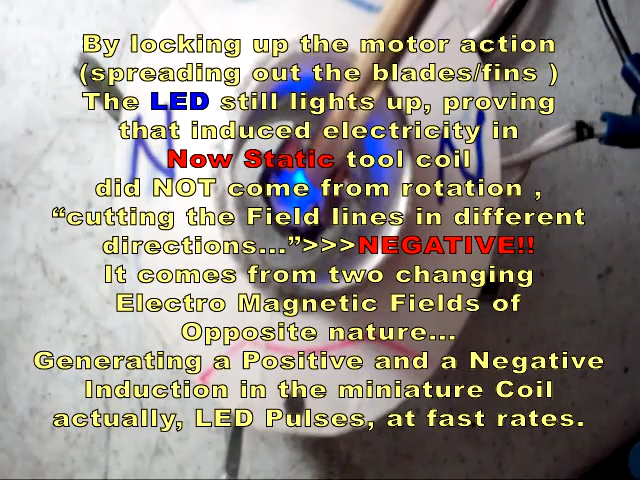 By locking up the motor action
(spreading out the blades/fins )
The LED still lights up, proving
that induced electricity in
Now Static tool coil
did NOT come from rotation ,
“cutting the Field lines in different
directions...”>>>NEGATIVE!!
It comes from two changing
Electro Magnetic Fields of
Opposite nature...
Generating a Positive and a Negative
Induction in the miniature Coil
actually, LED Pulses, at fast rates.
N
N